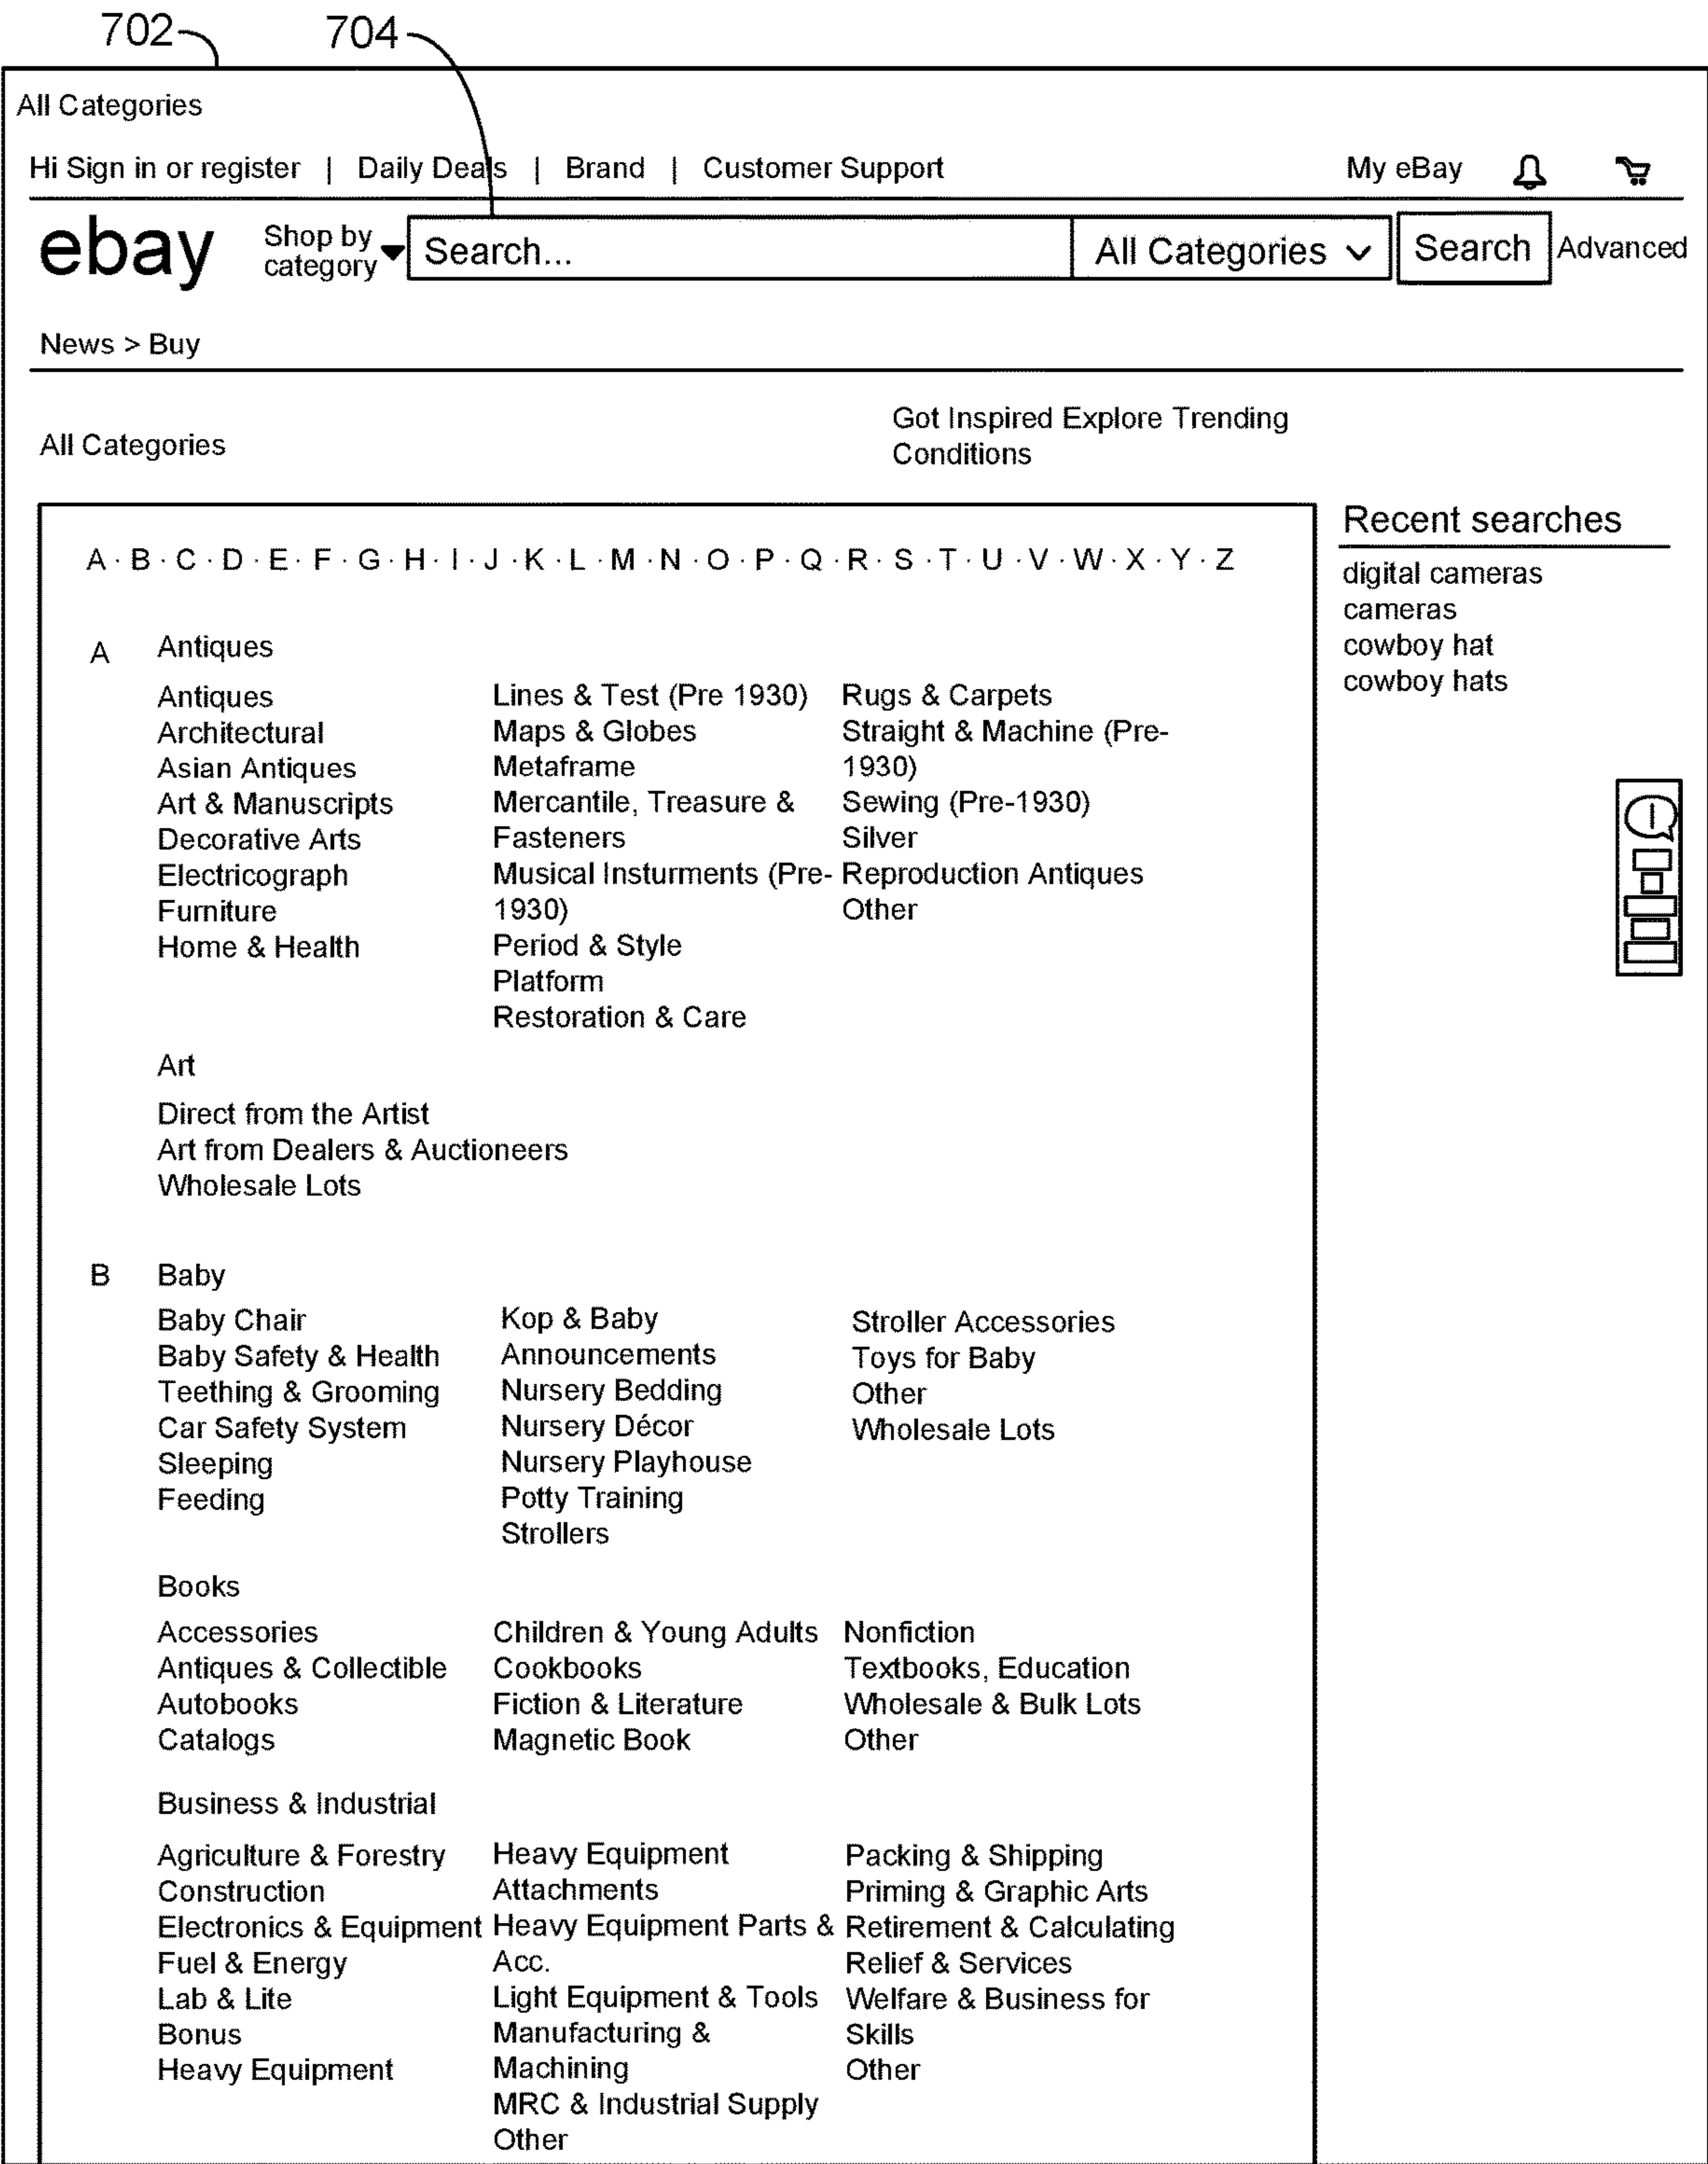 702
704
All Categories
Hi Sign in or register | Daily Deals | Brand | Customer Support
My eBay
ebay
Shop by
category
Search...
All Categories
Search
Advanced
News > Buy
All Categories
Got Inspired Explore Trending
Conditions
A · B · C · D · E · F · G · H · I · J · K · L · M · N · O · P · Q · R · S · T · U · V · W · X · Y · Z
A
Antiques
Antiques
Architectural
Asian Antiques
Art & Manuscripts
Decorative Arts
Electricograph
Furniture
Home & Health
Lines & Test (Pre 1930)
Maps & Globes
Metaframe
Mercantile, Treasure &
Fasteners
Musical Insturments (Pre-
1930)
Period & Style
Platform
Restoration & Care
Rugs & Carpets
Straight & Machine (Pre-
1930)
Sewing (Pre-1930)
Silver
Reproduction Antiques
Other
Art
Direct from the Artist
Art from Dealers & Auctioneers
Wholesale Lots
B
Baby
Baby Chair
Baby Safety & Health
Teething & Grooming
Car Safety System
Sleeping
Feeding
Kop & Baby
Announcements
Nursery Bedding
Nursery Décor
Nursery Playhouse
Potty Training
Strollers
Stroller Accessories
Toys for Baby
Other
Wholesale Lots
Books
Accessories
Antiques & Collectible
Autobooks
Catalogs
Children & Young Adults
Cookbooks
Fiction & Literature
Magnetic Book
Nonfiction
Textbooks, Education
Wholesale & Bulk Lots
Other
Business & Industrial
Agriculture & Forestry
Construction
Electronics & Equipment
Fuel & Energy
Lab & Lite
Bonus
Heavy Equipment
Heavy Equipment
Attachments
Heavy Equipment Parts &
Acc.
Light Equipment & Tools
Manufacturing &
Machining
MRC & Industrial Supply
Other
Packing & Shipping
Priming & Graphic Arts
Retirement & Calculating
Relief & Services
Welfare & Business for
Skills
Other
Recent searches
digital cameras
cameras
cowboy hat
cowboy hats